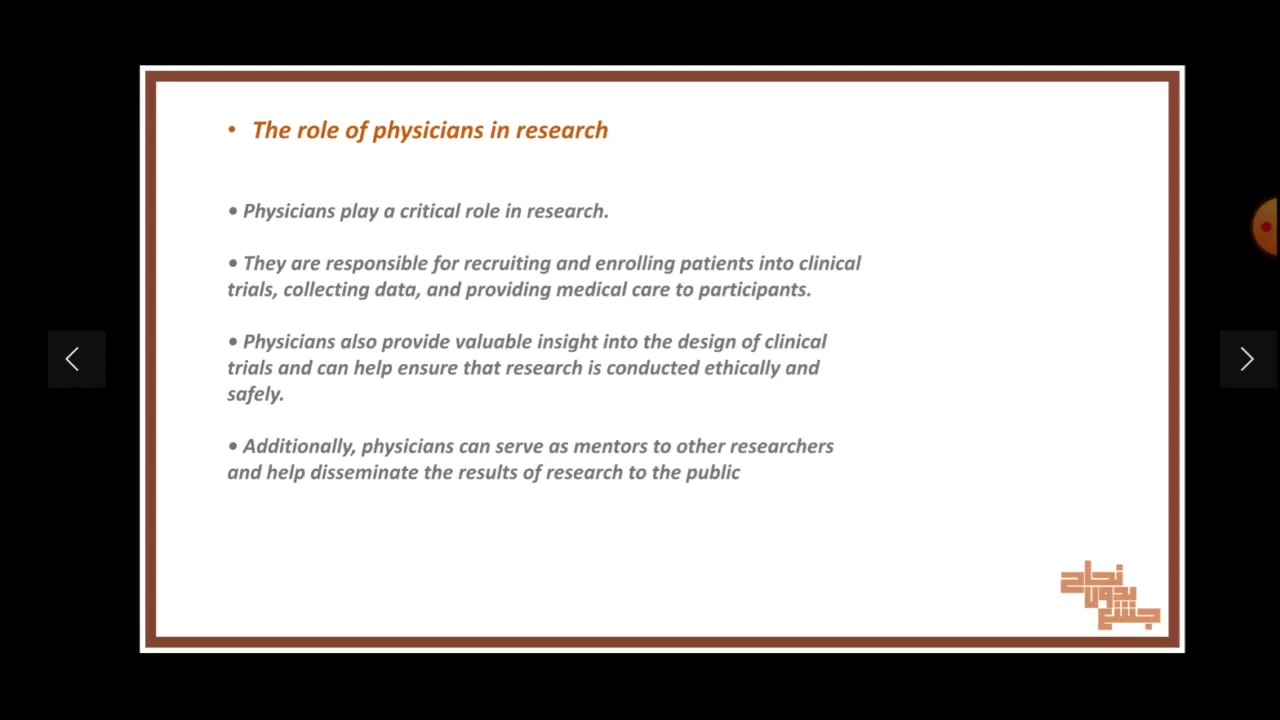 • The role of physicians in research
• Physicians play a critical role in research.
• They are responsible for recruiting and enrolling patients into clinical
trials, collecting data, and providing medical care to participants.
• Physicians also provide valuable insight into the design of clinical
trials and can help ensure that research is conducted ethically and
safely.
• Additionally, physicians can serve as mentors to other researchers
and help disseminate the results of research to the public
نجاح
بدون
جشع